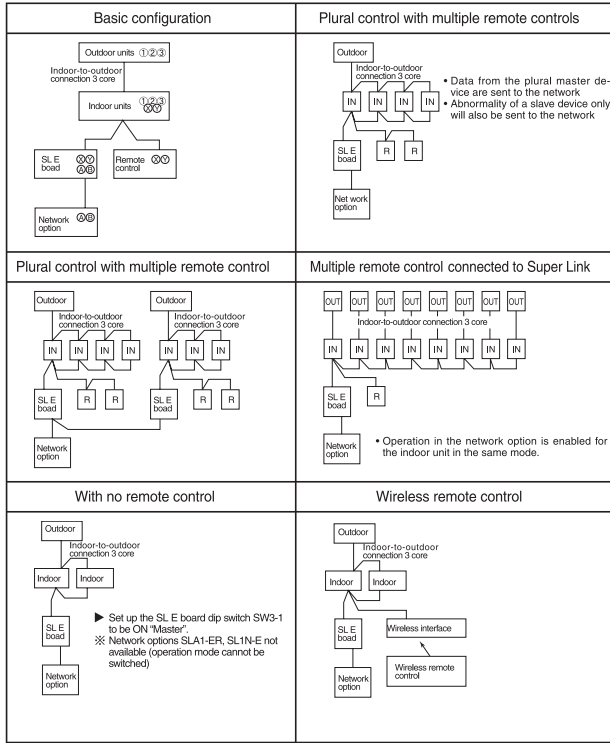 Basic configuration
Outdoor units ①②③
Indoor-to-outdoor
connection 3 core
Indoor units ①②③
ⓍⓎ
SL E
boad
ⓍⓎ
ⒶⒷ
Remote
control
ⓍⓎ
Network
option
ⒶⒷ
Plural control with multiple remote controls
Outdoor
Indoor-to-outdoor
connection 3 core
IN IN IN IN
• Data from the plural master de-
vice are sent to the network
• Abnormality of a slave device only
will also be sent to the network
SL E
boad
R R
Net work
option
Plural control with multiple remote control
Outdoor
Indoor-to-outdoor
connection 3 core
IN IN IN IN
SL E
boad
R R
Network
option
Outdoor
Indoor-to-outdoor
connection 3 core
IN IN IN IN
SL E
boad
R R
Multiple remote control connected to Super Link
OUT OUT OUT OUT OUT OUT OUT OUT
Indoor-to-outdoor connection 3 core
IN IN IN IN IN IN IN IN
SL E
boad
R
Network
option
• Operation in the network option is enabled for
the indoor unit in the same mode.
With no remote control
Outdoor
Indoor-to-outdoor
connection 3 core
Indoor Indoor
SL E
boad
Network
option
▶ Set up the SL E board dip switch SW3-1
to be ON "Master".
※ Network options SLA1-ER, SL1N-E not
available (operation mode cannot be
switched)
Wireless remote control
Outdoor
Indoor-to-outdoor
connection 3 core
Indoor Indoor
SL E
boad
Wireless interface
Network
option
Wireless remote
control